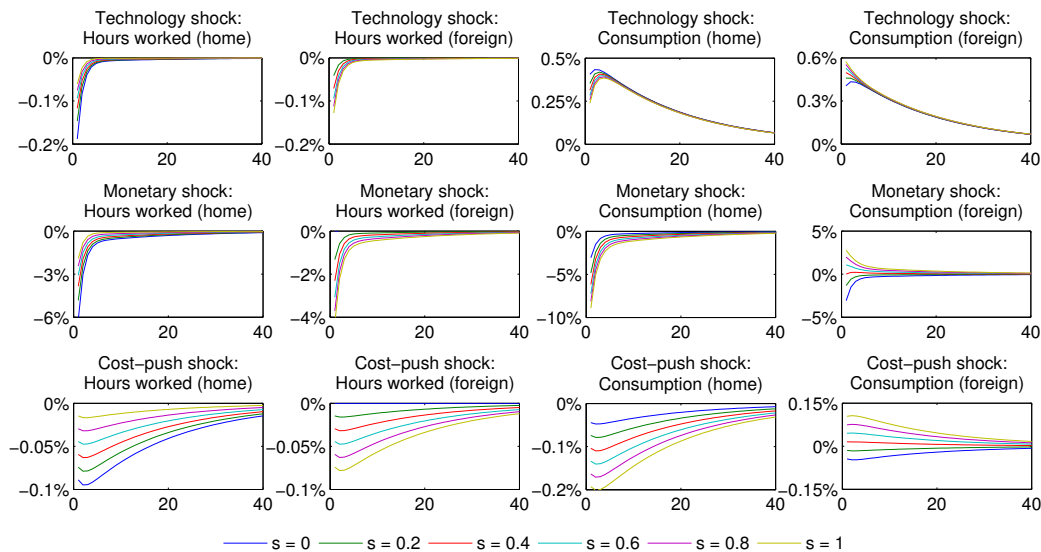 Technology shock:
Hours worked (home)
0%
−0.1%
−0.2%
0 20 40
Technology shock:
Hours worked (foreign)
0%
−0.1%
−0.2%
0 20 40
Technology shock:
Consumption (home)
0.5%
0.25%
0%
0 20 40
Technology shock:
Consumption (foreign)
0.6%
0.3%
0%
0 20 40
Monetary shock:
Hours worked (home)
0%
−3%
−6%
0 20 40
Monetary shock:
Hours worked (foreign)
0%
−2%
−4%
0 20 40
Monetary shock:
Consumption (home)
0%
−5%
−10%
0 20 40
Monetary shock:
Consumption (foreign)
5%
0%
−5%
0 20 40
Cost−push shock:
Hours worked (home)
0%
−0.05%
−0.1%
0 20 40
Cost−push shock:
Hours worked (foreign)
0%
−0.05%
−0.1%
0 20 40
Cost−push shock:
Consumption (home)
0%
−0.1%
−0.2%
0 20 40
Cost−push shock:
Consumption (foreign)
0.15%
0%
−0.15%
0 20 40
s = 0 s = 0.2 s = 0.4 s = 0.6 s = 0.8 s = 1